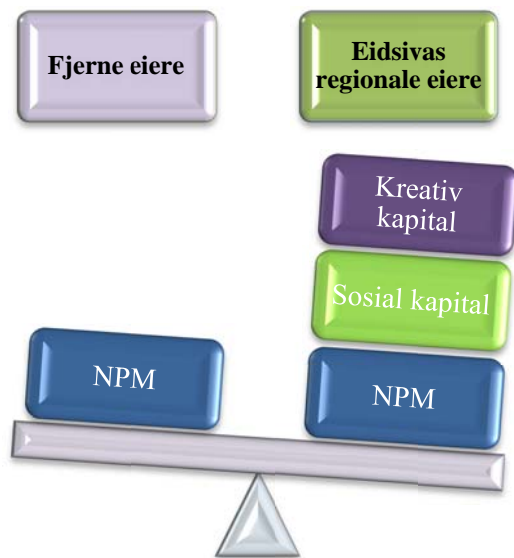 Fjerne eiere
Eidsivas
regionale eiere
Kreativ
kapital
Sosial kapital
NPM
NPM